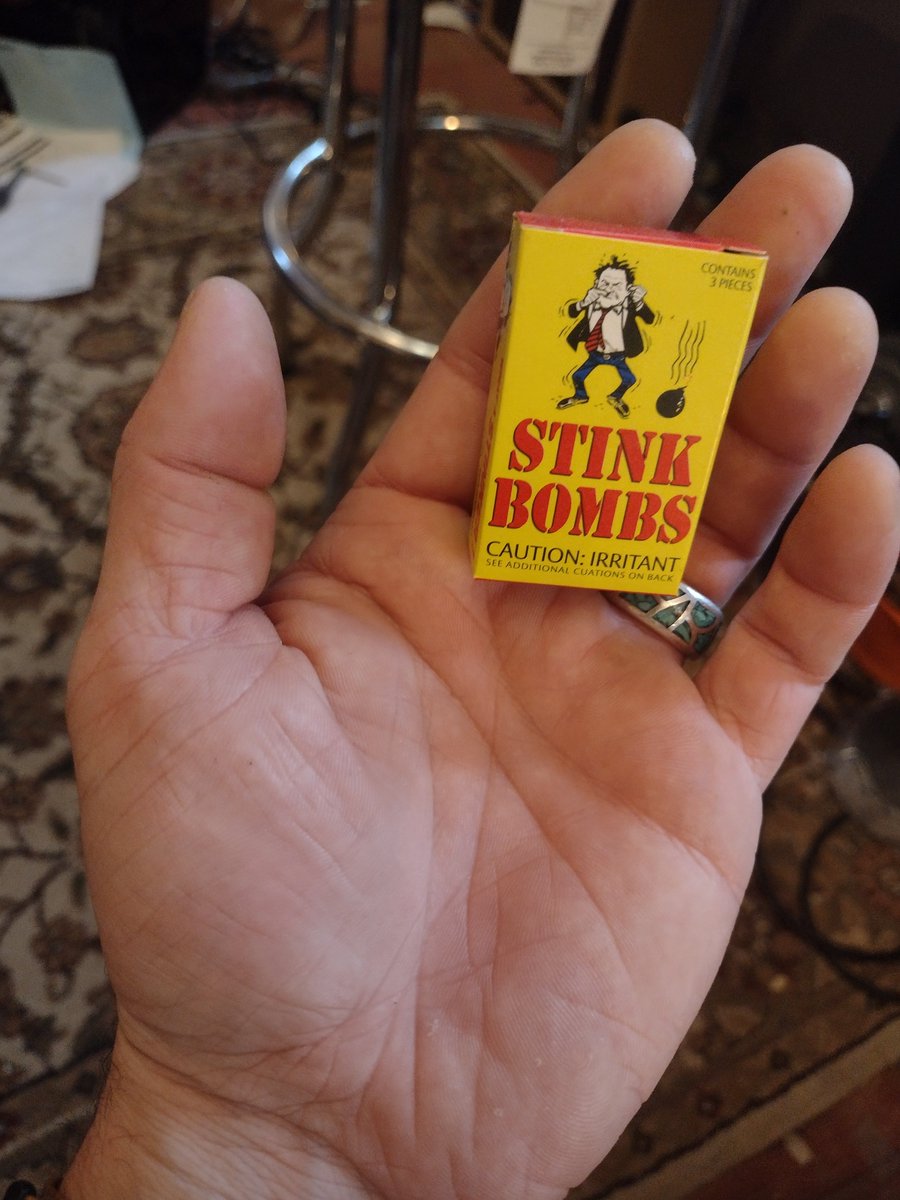 CONTAINS
3 PIECES
STINK
BOMBS
CAUTION: IRRITANT
SEE ADDITIONAL CUATIONS ON BACK